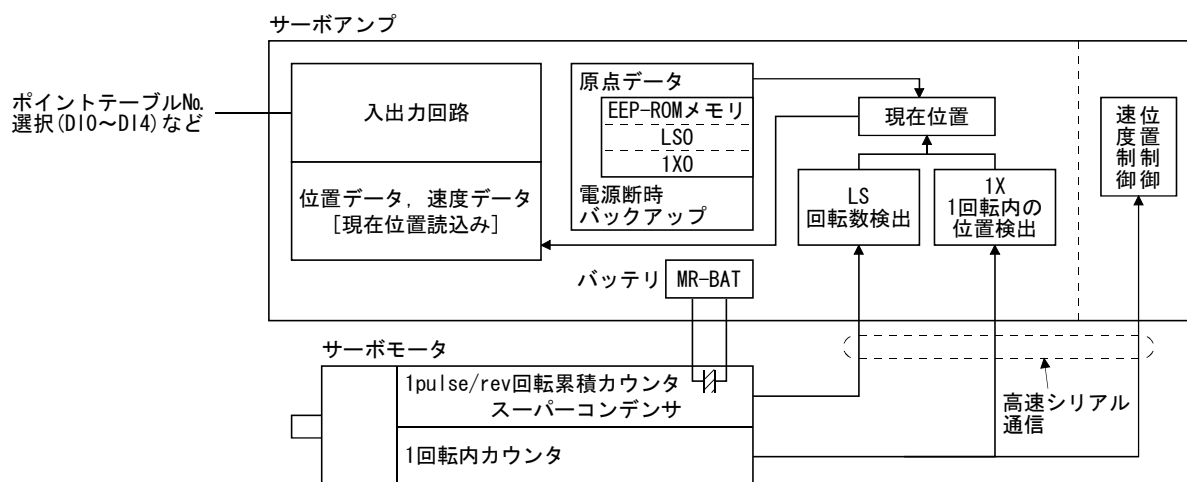 サーボアンプ
ポイントテーブルNo.
選択(DI0～DI4)など
入出力回路
位置データ, 速度データ
[現在位置読込み]
原点データ
EEP-ROMメモリ
LS0
1X0
電源断時
バックアップ
現在位置
LS
回転数検出
1X
1回転内の
位置検出
位置制御
速度制御
バッテリ
MR-BAT
サーボモータ
1pulse/rev回転累積カウンタ
スーパーコンデンサ
1回転内カウンタ
高速シリアル
通信